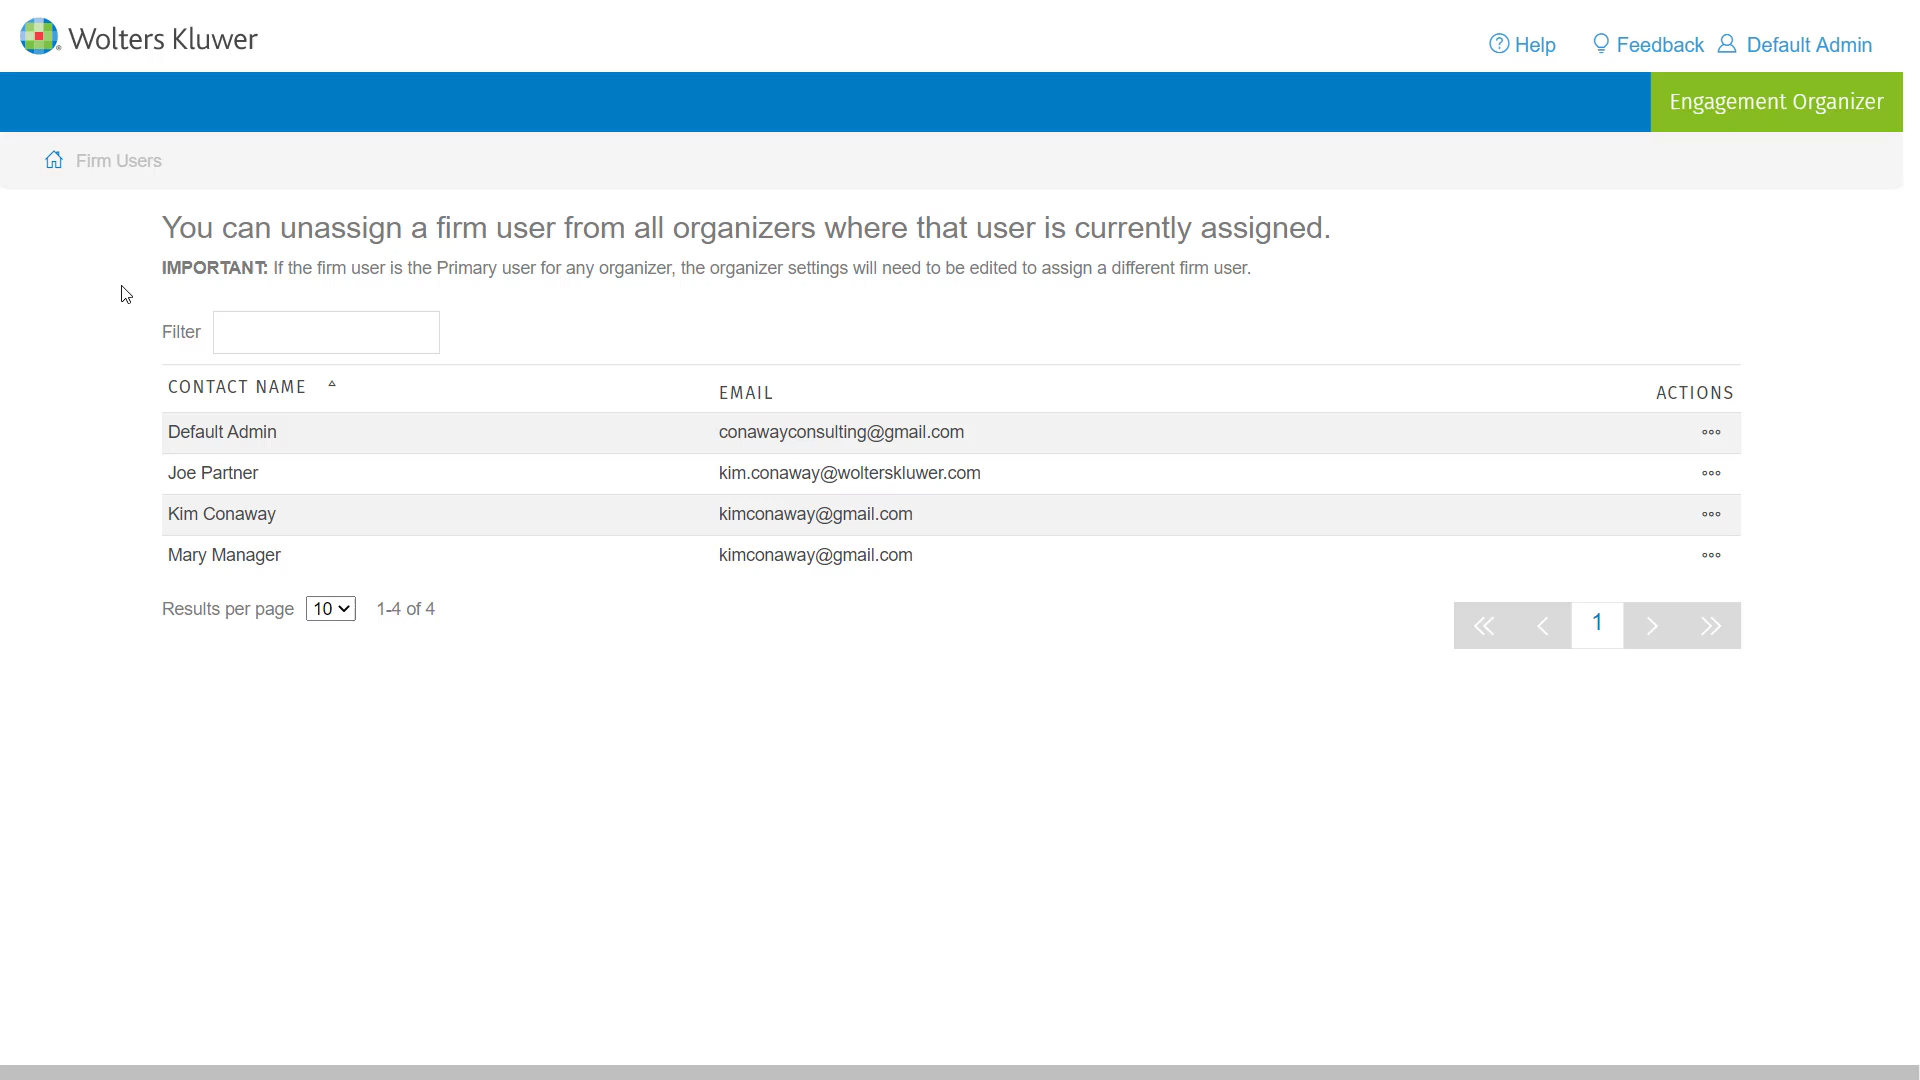 Wolters Kluwer
Help Feedback Default Admin
Engagement Organizer
Firm Users
You can unassign a firm user from all organizers where that user is currently assigned.
IMPORTANT: If the firm user is the Primary user for any organizer, the organizer settings will need to be edited to assign a different firm user.
Filter
CONTACT NAME EMAIL ACTIONS
Default Admin conawayconsulting@gmail.com
Joe Partner kim.conaway@wolterskluwer.com
Kim Conaway kimconaway@gmail.com
Mary Manager kimconaway@gmail.com
Results per page 10 1-4 of 4
1